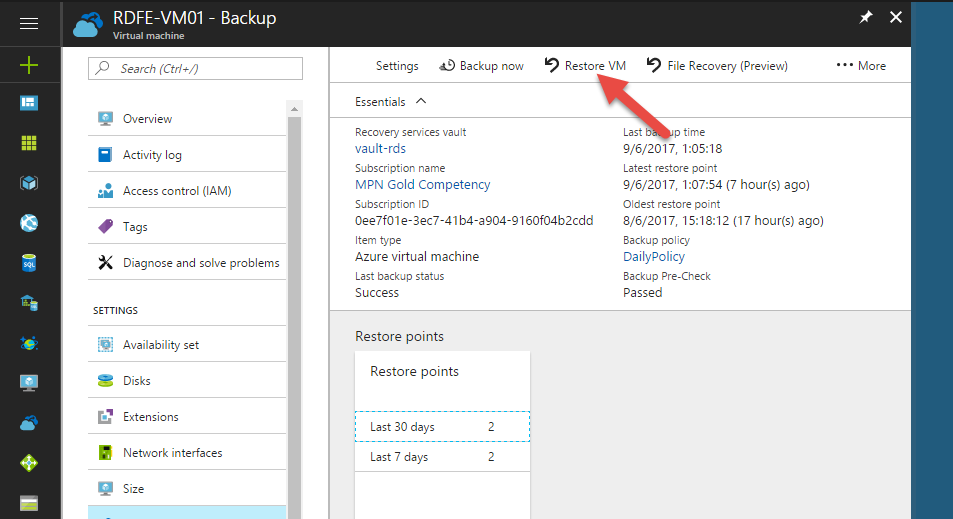 RDFE-VM01 - Backup
Virtual machine
Search (Ctrl+/)
Overview
Activity log
Access control (IAM)
Tags
Diagnose and solve problems
SETTINGS
Availability set
Disks
Extensions
Network interfaces
Size
Settings
Backup now
Restore VM
File Recovery (Preview)
More
Essentials
Recovery services vault
vault-rds
Subscription name
MPN Gold Competency
Subscription ID
0ee7f01e-3ec7-41b4-a904-9160f04b2cdd
Item type
Azure virtual machine
Last backup status
Success
Last backup time
9/6/2017, 1:05:18
Latest restore point
9/6/2017, 1:07:54 (7 hour(s) ago)
Oldest restore point
8/6/2017, 15:18:12 (17 hour(s) ago)
Backup policy
DailyPolicy
Backup Pre-Check
Passed
Restore points
Restore points
Last 30 days 2
Last 7 days 2
SQL